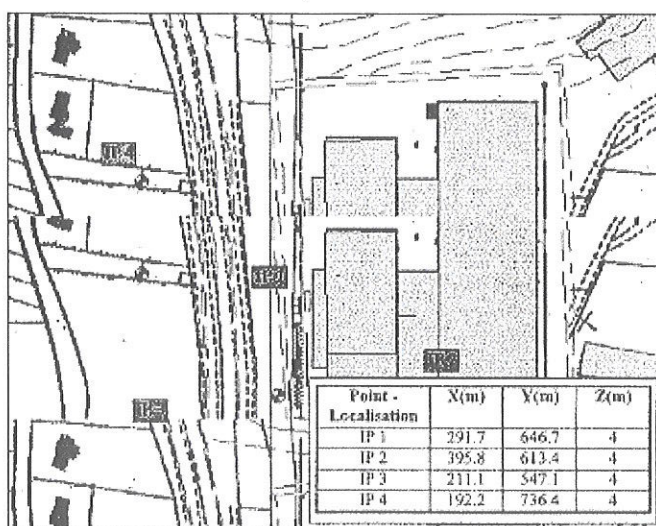 Point - Localisation X(m) Y(m) Z(m)
IP 1 291.7 646.7 4
IP 2 395.8 613.4 4
IP 3 211.1 547.1 4
IP 4 192.2 736.4 4